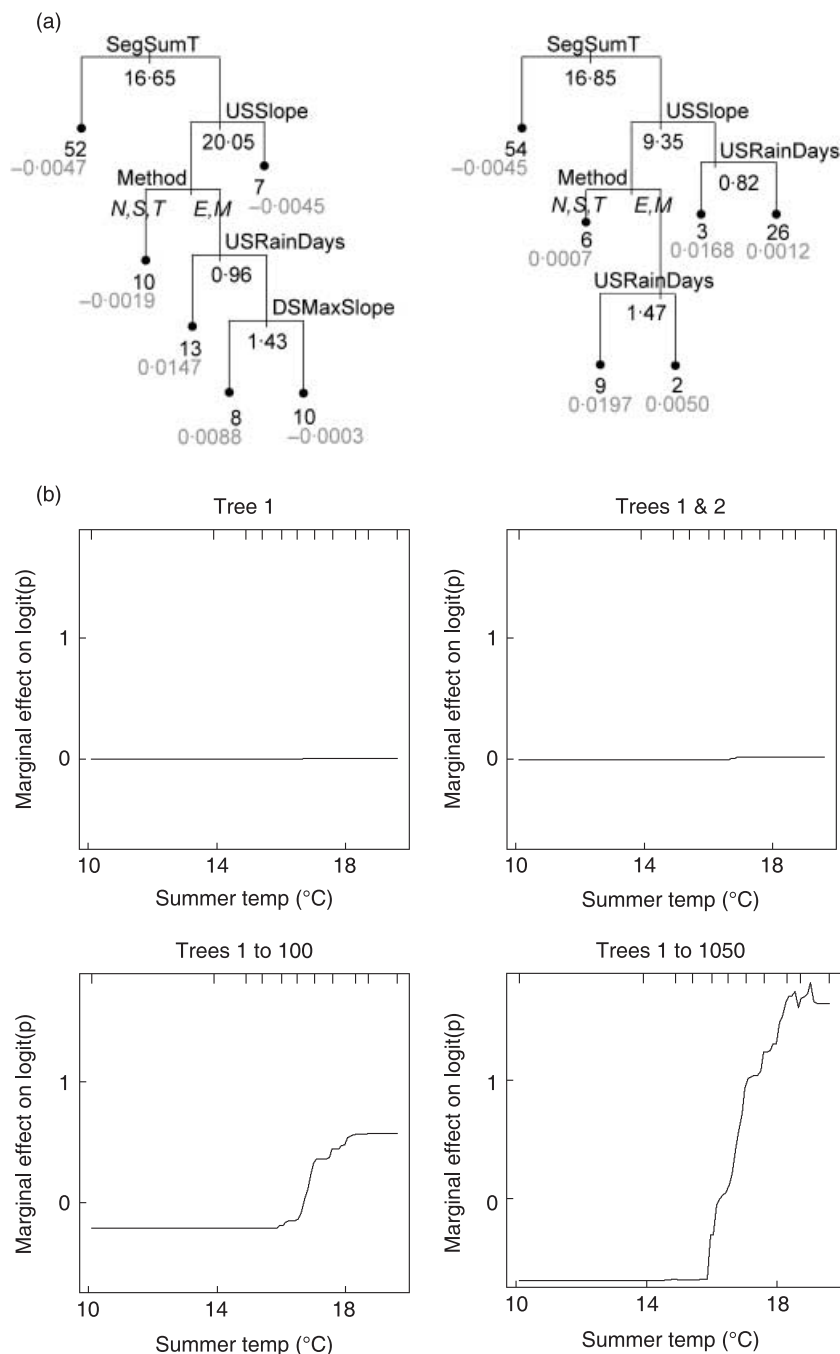 (a)
SegSumT
16·65
52
–0·0047
USSlope
20·05
7
–0·0045
Method
N,S,T E,M
10
–0·0019
USRainDays
0·96
13
0·0147
DSMaxSlope
1·43
8
0·0088
10
–0·0003
SegSumT
16·85
54
–0·0045
USSlope
9·35
Method
N,S,T E,M
6
0·0007
USRainDays
0·82
3
0·0168
26
0·0012
USRainDays
1·47
9
0·0197
2
0·0050
(b)
Tree 1
Marginal effect on logit(p)
1
0
10 14 18
Summer temp (°C)
Trees 1 & 2
Marginal effect on logit(p)
1
0
10 14 18
Summer temp (°C)
Trees 1 to 100
Marginal effect on logit(p)
1
0
10 14 18
Summer temp (°C)
Trees 1 to 1050
Marginal effect on logit(p)
1
0
10 14 18
Summer temp (°C)